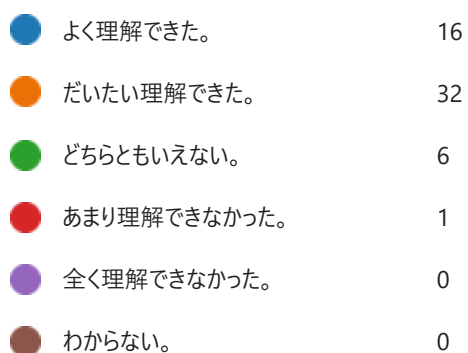 よく理解できた。 16
だいたい理解できた。 32
どちらともいえない。 6
あまり理解できなかった。 1
全く理解できなかった。 0
わからない。 0